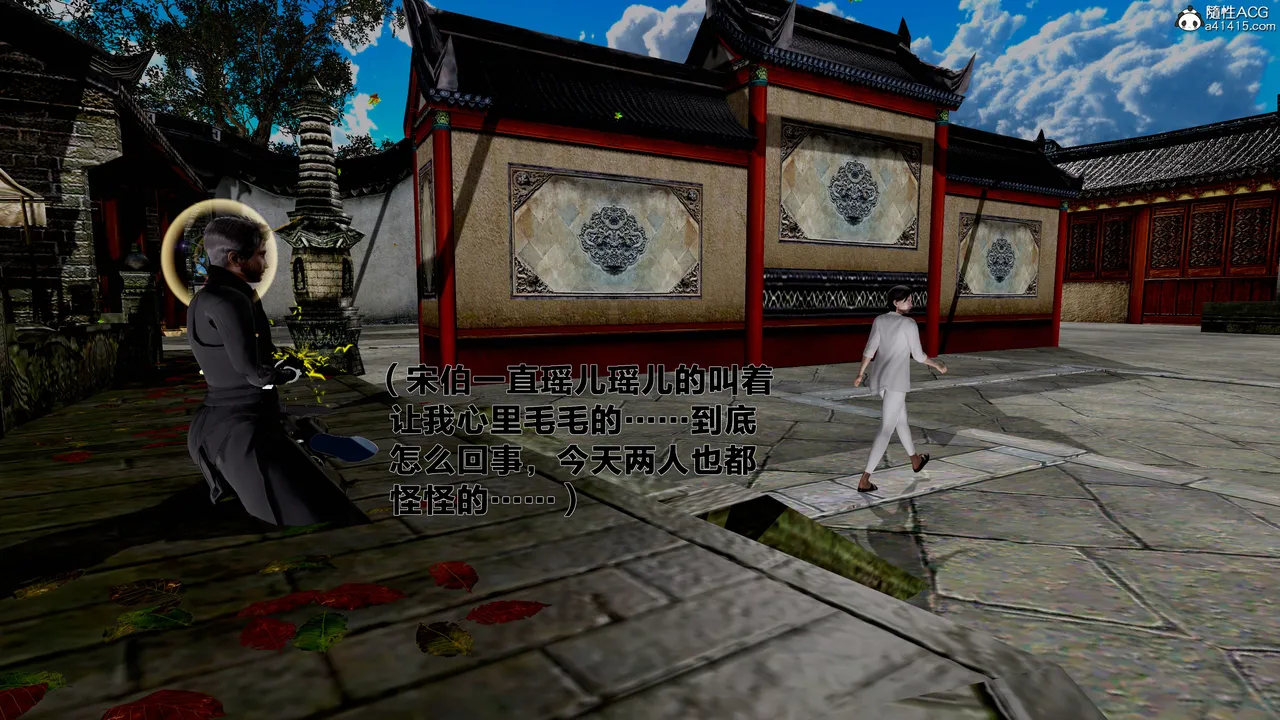 隨性ACG
a41415.com
（宋伯一直瑶儿瑶儿的叫着
让我心里毛毛的……到底
怎么回事，今天两人也都
怪怪的……）